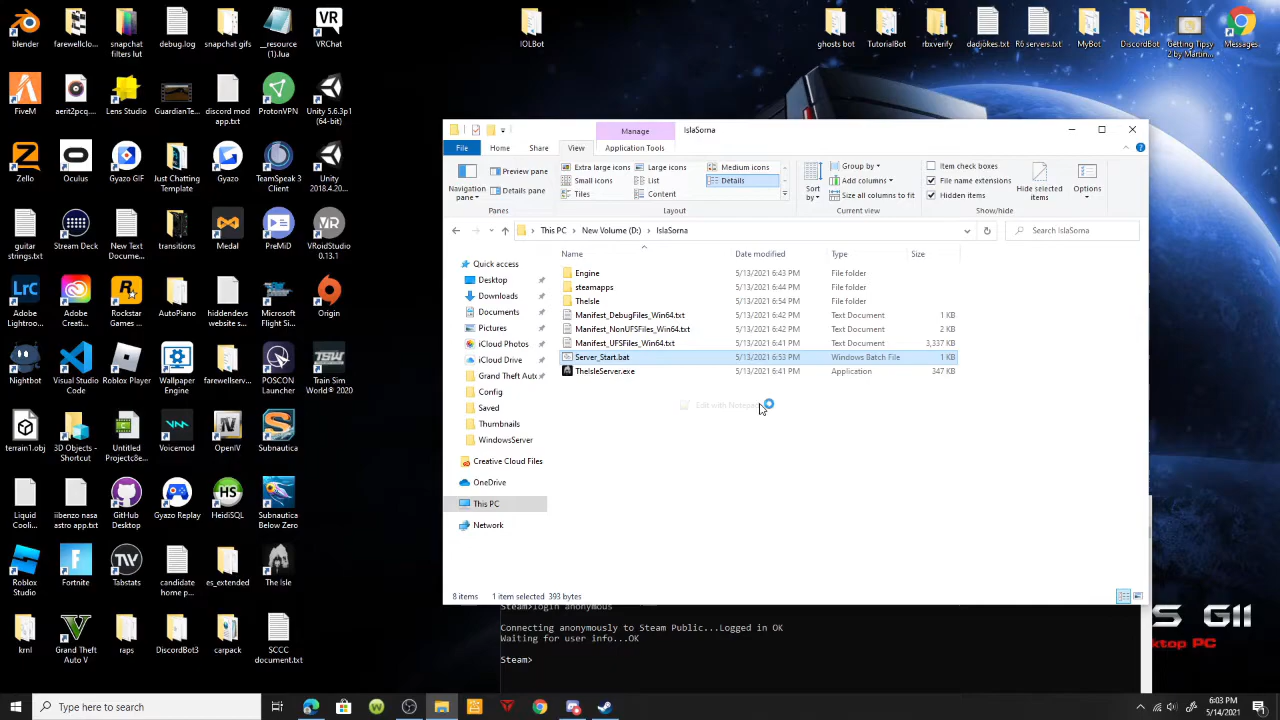 blender
farewellclo...
snapchat filters lut
debug.log
snapchat gifs
__resource (1).lua
VRChat
IOLBot
ghosts bot
TutorialBot
rbxverify
dadjokes.txt
R6 servers.txt
MyBot
DiscordBot
Getting Tipsy 2 by Martin...
Messages
FiveM
aerit2pcq...
Lens Studio
GuardianTe...
discord mod app.txt
ProtonVPN
Unity 5.6.3p1 (64-bit)
Zello
Oculus
Gyazo GIF
Just Chatting Template
Gyazo
TeamSpeak 3 Client
Unity 2018.4.20...
guitar strings.txt
Stream Deck
New Text Docume...
transitions
Medal
PreMiD
VRoidStudio 0.13.1
Adobe Lightroo...
Adobe Creati...
Rockstar Games ...
AutoPiano
hiddendevs website s...
Microsoft Flight Si...
Origin
Nightbot
Visual Studio Code
Roblox Player
Wallpaper Engine
farewellserv...
POSCON Launcher
Train Sim World® 2020
terrain1.obj
3D Objects - Shortcut
Untitled Projectc8e...
Voicemod
OpenIV
Subnautica
Liquid Cooli...
iibenzo nasa astro app.txt
GitHub Desktop
Gyazo Replay
HeidiSQL
Subnautica Below Zero
Roblox Studio
Fortnite
Tabstats
candidate home p...
es_extended
The Isle
krnl
Grand Theft Auto V
raps
DiscordBot3
carpack
SCCC document.txt
Manage
IslaSorna
File
Home
Share
View
Application Tools
Navigation pane
Preview pane
Details pane
Panes
Extra large icons
Large icons
Medium icons
Small icons
List
Details
Tiles
Content
Layout
Sort by
Group by
Add columns
Size all columns to fit
Current view
Item check boxes
File name extensions
Hidden items
Hide selected items
Show/hide
Options
This PC
New Volume (D:)
IslaSorna
Search IslaSorna
Name
Date modified
Type
Size
Quick access
Desktop
Downloads
Documents
Pictures
iCloud Photos
iCloud Drive
Grand Theft Auto
Config
Saved
Thumbnails
WindowsServer
Creative Cloud Files
OneDrive
This PC
Network
Engine 5/13/2021 6:43 PM File folder
steamapps 5/13/2021 6:44 PM File folder
TheIsle 5/13/2021 6:54 PM File folder
Manifest_DebugFiles_Win64.txt 5/13/2021 6:42 PM Text Document 1 KB
Manifest_NonUFSFiles_Win64.txt 5/13/2021 6:42 PM Text Document 2 KB
Manifest_UFSFiles_Win64.txt 5/13/2021 6:41 PM Text Document 3,337 KB
Server_Start.bat 5/13/2021 6:53 PM Windows Batch File 1 KB
TheIsleServer.exe 5/13/2021 6:41 PM Application 347 KB
Edit with Notepad
8 items
1 item selected 393 bytes
Steam>login anonymous
Connecting anonymously to Steam Public...Logged in OK
Waiting for user info...OK
Steam>
S GII
ktop PC
Type here to search
6:03 PM
5/14/2021